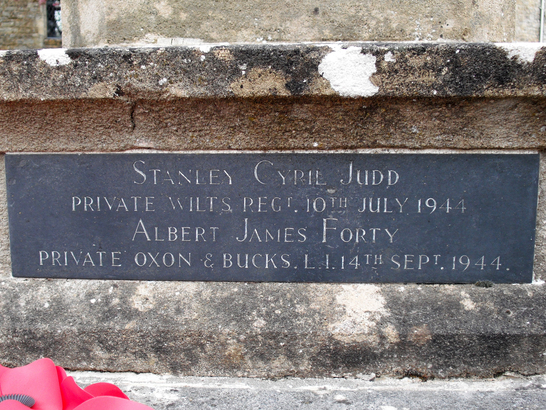 Stanley Cyril Judd
PRIVATE WILTS. REGT. 10TH JULY 1944
Albert James Forty
PRIVATE OXON & BUCKS. L.I. 14TH SEPT. 1944.